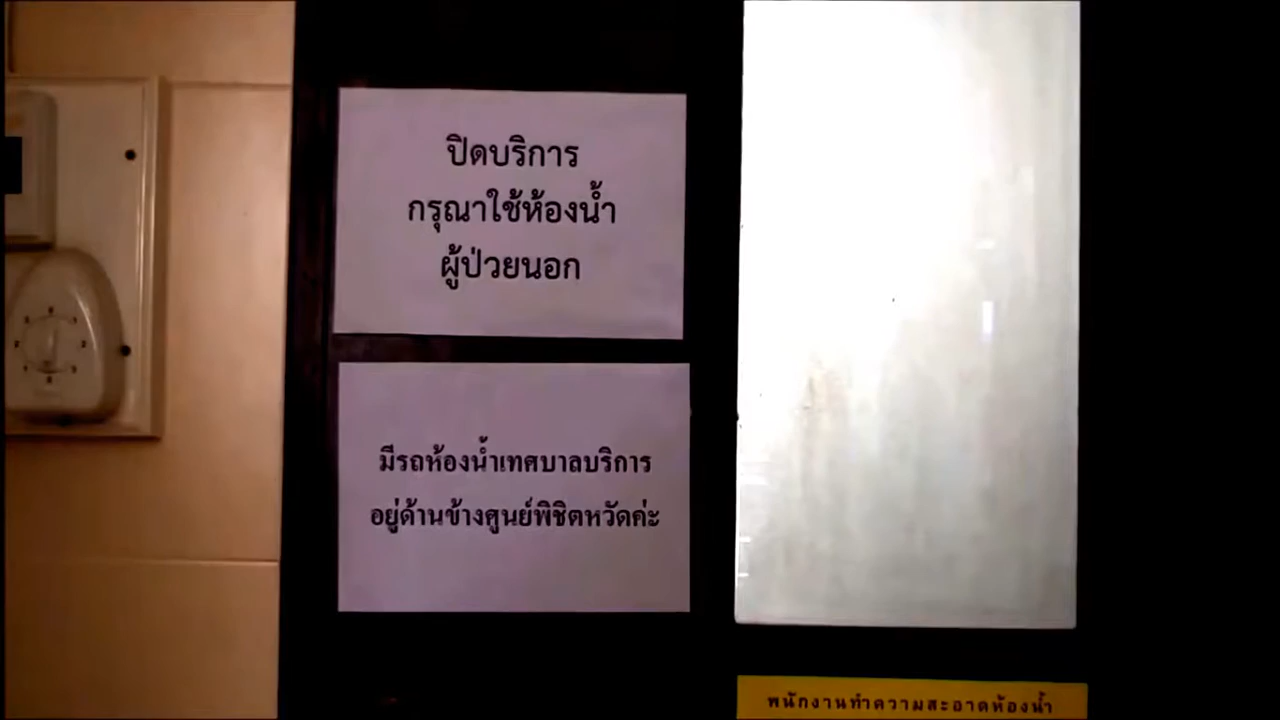 ปิดบริการ
กรุณาใช้ห้องน้ำ
ผู้ป่วยนอก
มีรถห้องน้ำเทศบาลบริการ
อยู่ด้านข้างศูนย์พิชิตหวัดค่ะ
พนักงานทำความสะอาดห้องน้ำ